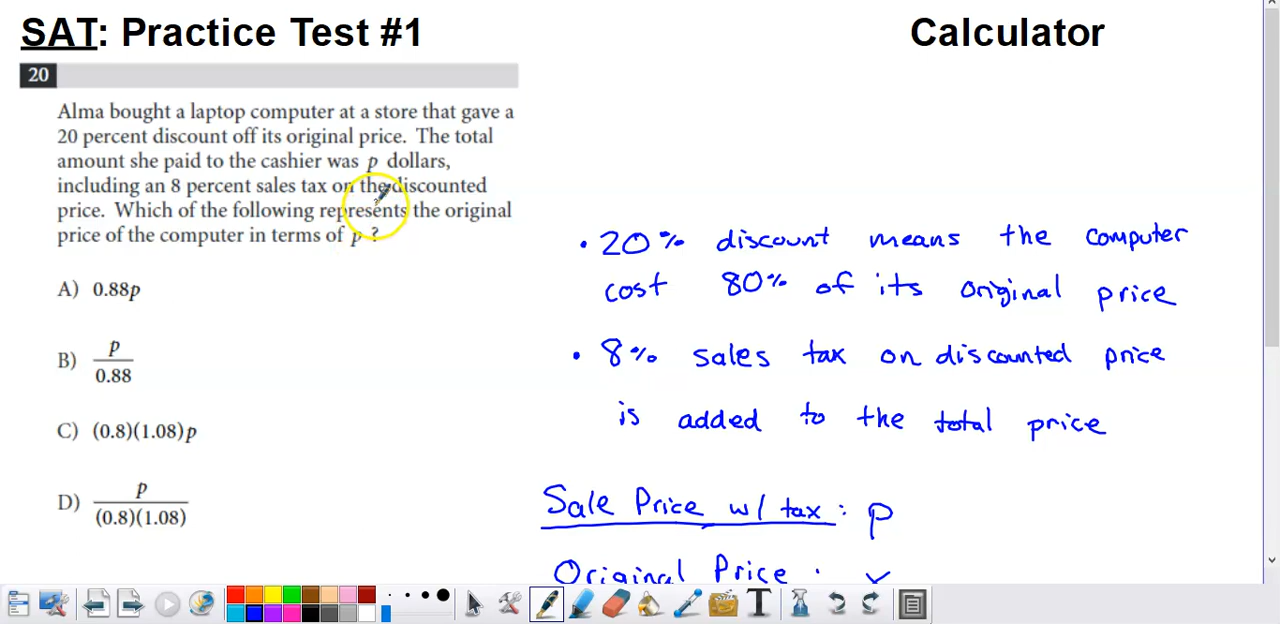 SAT: Practice Test #1
Calculator
20
Alma bought a laptop computer at a store that gave a
20 percent discount off its original price. The total
amount she paid to the cashier was p dollars,
including an 8 percent sales tax on the discounted
price. Which of the following represents the original
price of the computer in terms of p ?
A) 0.88p
B) p
0.88
C) (0.8)(1.08)p
D) p
(0.8)(1.08)
• 20% discount means the computer
cost 80% of its original price
• 8% sales tax on discounted price
is added to the total price
Sale Price w/ tax : p
Original Price : x
T